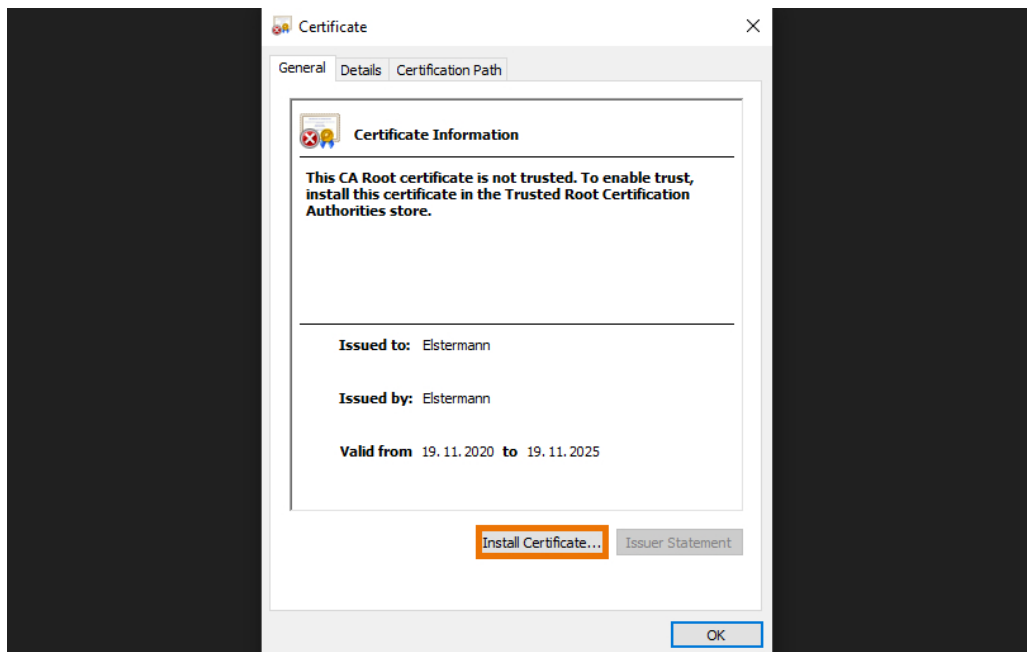 Certificate
General Details Certification Path
Certificate Information
This CA Root certificate is not trusted. To enable trust,
install this certificate in the Trusted Root Certification
Authorities store.
Issued to: Elstermann
Issued by: Elstermann
Valid from 19.11.2020 to 19.11.2025
Install Certificate... Issuer Statement
OK